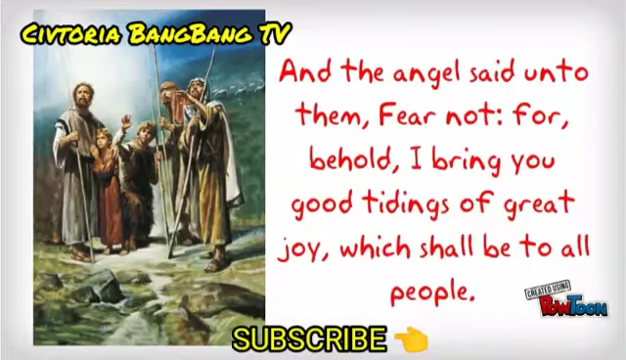 Civtoria BangBang TV
And the angel said unto
them, Fear not: for,
behold, I bring you
good tidings of great
joy, which shall be to all
people.
CREATED USING
POWTOON
SUBSCRIBE